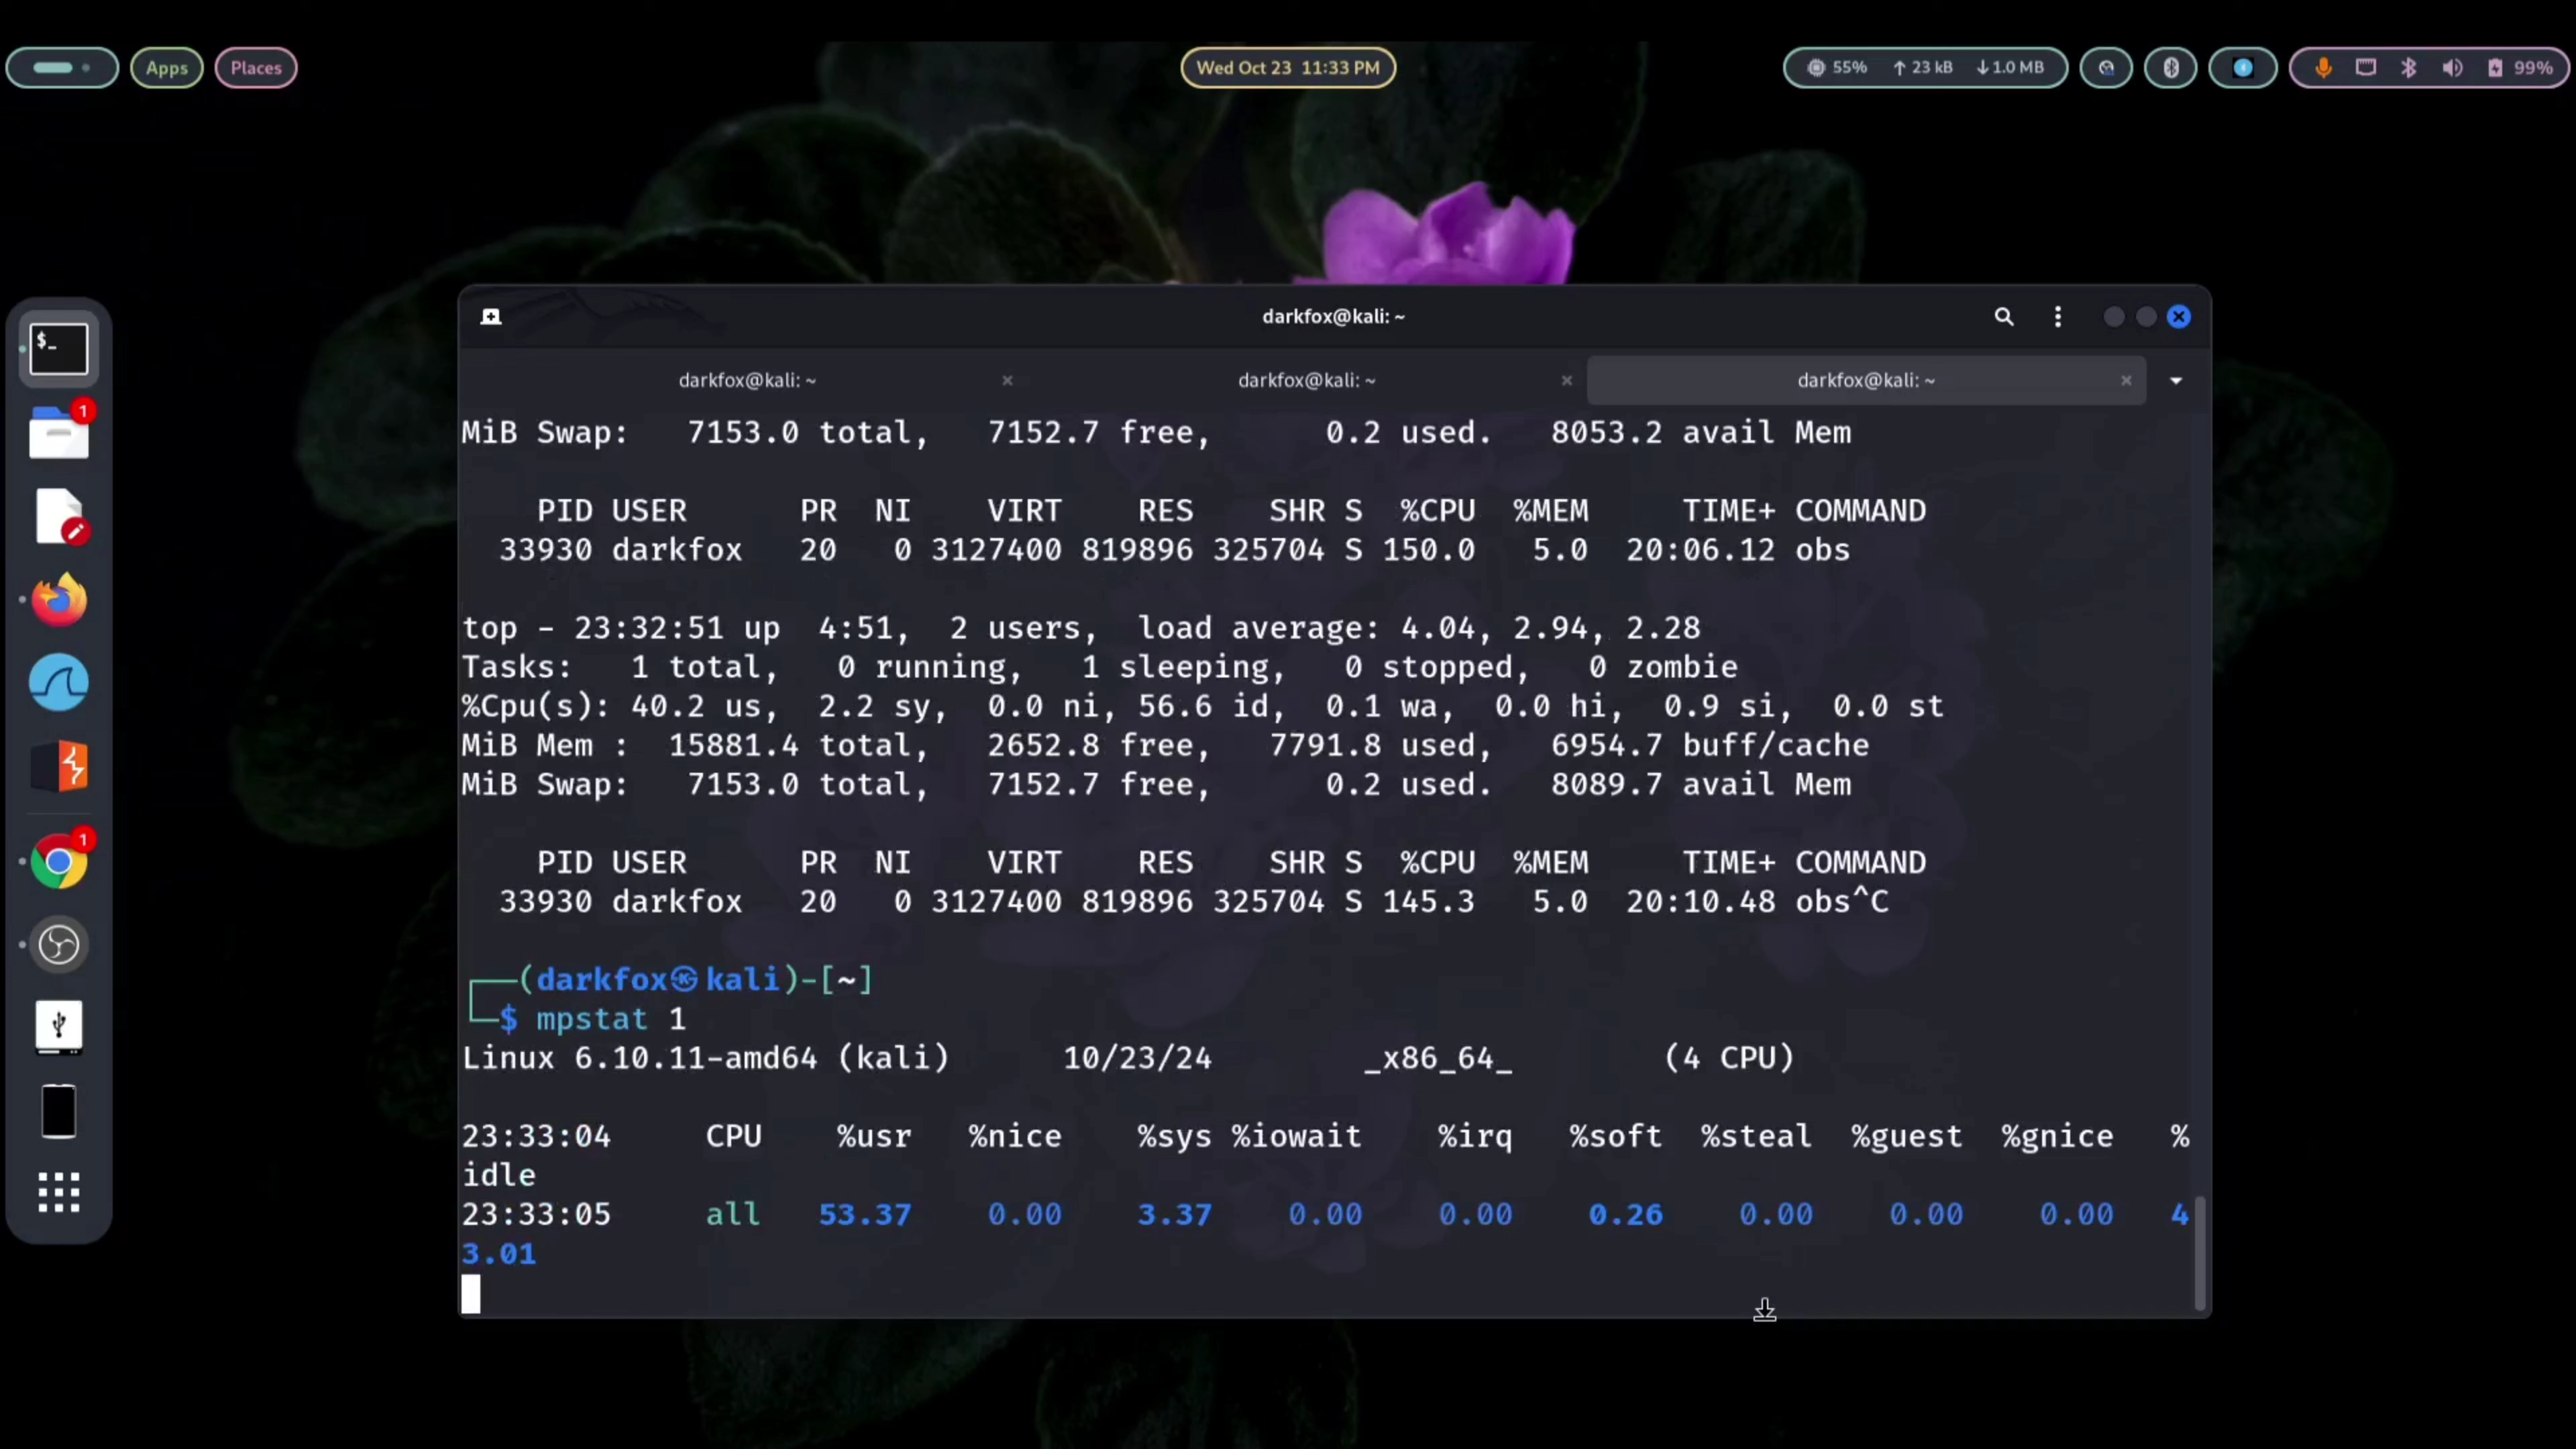 Apps Places Wed Oct 23 11:33 PM 55% ↑ 23 kB ↓ 1.0 MB 99%
darkfox@kali: ~
darkfox@kali: ~ darkfox@kali: ~ darkfox@kali: ~
$_
1
1
MiB Swap: 7153.0 total, 7152.7 free, 0.2 used. 8053.2 avail Mem
PID USER PR NI VIRT RES SHR S %CPU %MEM TIME+ COMMAND
33930 darkfox 20 0 3127400 819896 325704 S 150.0 5.0 20:06.12 obs
top - 23:32:51 up 4:51, 2 users, load average: 4.04, 2.94, 2.28
Tasks: 1 total, 0 running, 1 sleeping, 0 stopped, 0 zombie
%Cpu(s): 40.2 us, 2.2 sy, 0.0 ni, 56.6 id, 0.1 wa, 0.0 hi, 0.9 si, 0.0 st
MiB Mem : 15881.4 total, 2652.8 free, 7791.8 used, 6954.7 buff/cache
MiB Swap: 7153.0 total, 7152.7 free, 0.2 used. 8089.7 avail Mem
PID USER PR NI VIRT RES SHR S %CPU %MEM TIME+ COMMAND
33930 darkfox 20 0 3127400 819896 325704 S 145.3 5.0 20:10.48 obs^C
┌──(darkfox㉿kali)-[~]
└─$ mpstat 1
Linux 6.10.11-amd64 (kali) 10/23/24 _x86_64_ (4 CPU)
23:33:04 CPU %usr %nice %sys %iowait %irq %soft %steal %guest %gnice %
idle
23:33:05 all 53.37 0.00 3.37 0.00 0.00 0.26 0.00 0.00 0.00 4
3.01